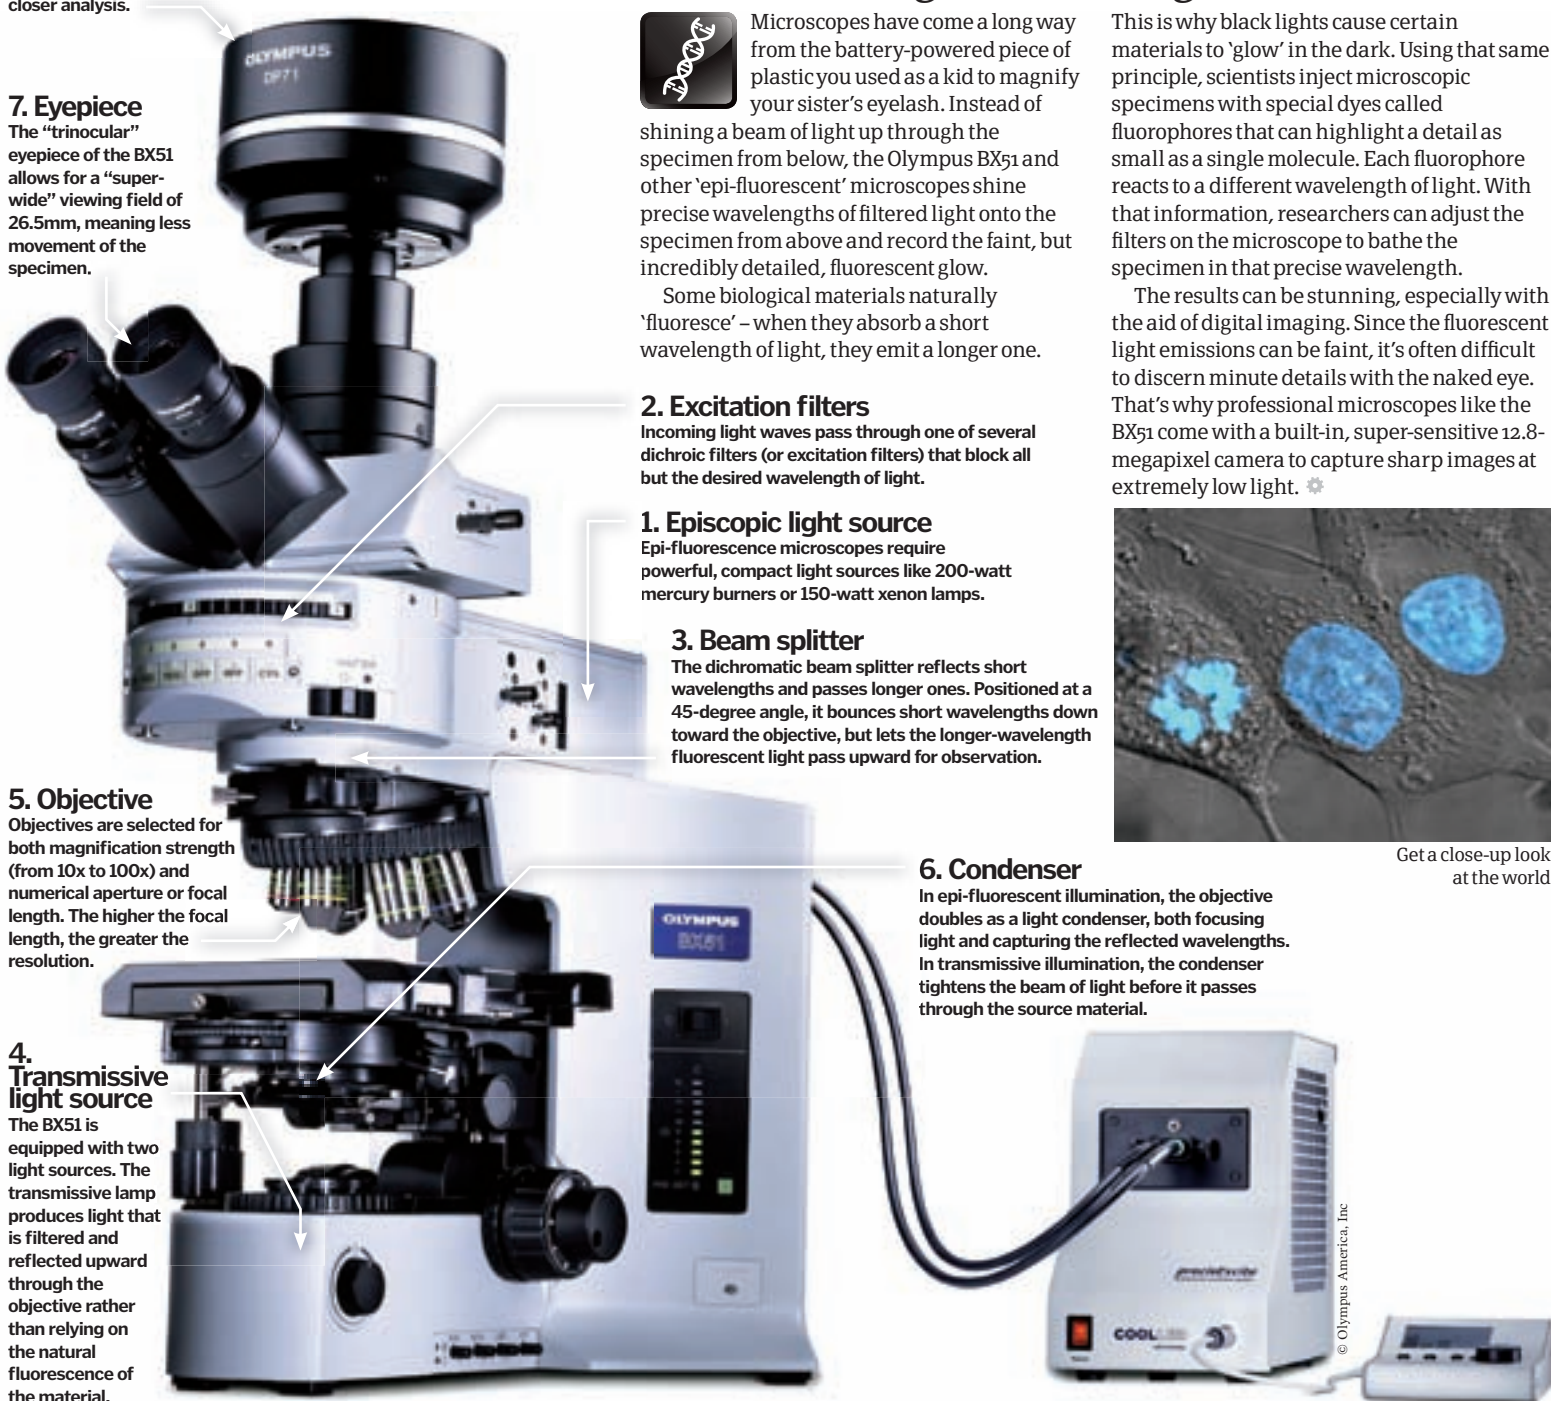 closer analysis.
7. Eyepiece
The “trinocular”
eyepiece of the BX51
allows for a “super-
wide” viewing field of
26.5mm, meaning less
movement of the
specimen.
OLYMPUS
DP71
Microscopes have come a long way
from the battery-powered piece of
plastic you used as a kid to magnify
your sister’s eyelash. Instead of
shining a beam of light up through the
specimen from below, the Olympus BX51 and
other ‘epi-fluorescent’ microscopes shine
precise wavelengths of filtered light onto the
specimen from above and record the faint, but
incredibly detailed, fluorescent glow.
Some biological materials naturally
‘fluoresce’ – when they absorb a short
wavelength of light, they emit a longer one.
This is why black lights cause certain
materials to ‘glow’ in the dark. Using that same
principle, scientists inject microscopic
specimens with special dyes called
fluorophores that can highlight a detail as
small as a single molecule. Each fluorophore
reacts to a different wavelength of light. With
that information, researchers can adjust the
filters on the microscope to bathe the
specimen in that precise wavelength.
The results can be stunning, especially with
the aid of digital imaging. Since the fluorescent
light emissions can be faint, it’s often difficult
to discern minute details with the naked eye.
That’s why professional microscopes like the
BX51 come with a built-in, super-sensitive 12.8-
megapixel camera to capture sharp images at
extremely low light.
2. Excitation filters
Incoming light waves pass through one of several
dichroic filters (or excitation filters) that block all
but the desired wavelength of light.
1. Episcopic light source
Epi-fluorescence microscopes require
powerful, compact light sources like 200-watt
mercury burners or 150-watt xenon lamps.
3. Beam splitter
The dichromatic beam splitter reflects short
wavelengths and passes longer ones. Positioned at a
45-degree angle, it bounces short wavelengths down
toward the objective, but lets the longer-wavelength
fluorescent light pass upward for observation.
5. Objective
Objectives are selected for
both magnification strength
(from 10x to 100x) and
numerical aperture or focal
length. The higher the focal
length, the greater the
resolution.
Get a close-up look
at the world
6. Condenser
In epi-fluorescent illumination, the objective
doubles as a light condenser, both focusing
light and capturing the reflected wavelengths.
In transmissive illumination, the condenser
tightens the beam of light before it passes
through the source material.
OLYMPUS
BX51
4.
Transmissive
light source
The BX51 is
equipped with two
light sources. The
transmissive lamp
produces light that
is filtered and
reflected upward
through the
objective rather
than relying on
the natural
fluorescence of
the material.
precisExcite
COOL
© Olympus America, Inc